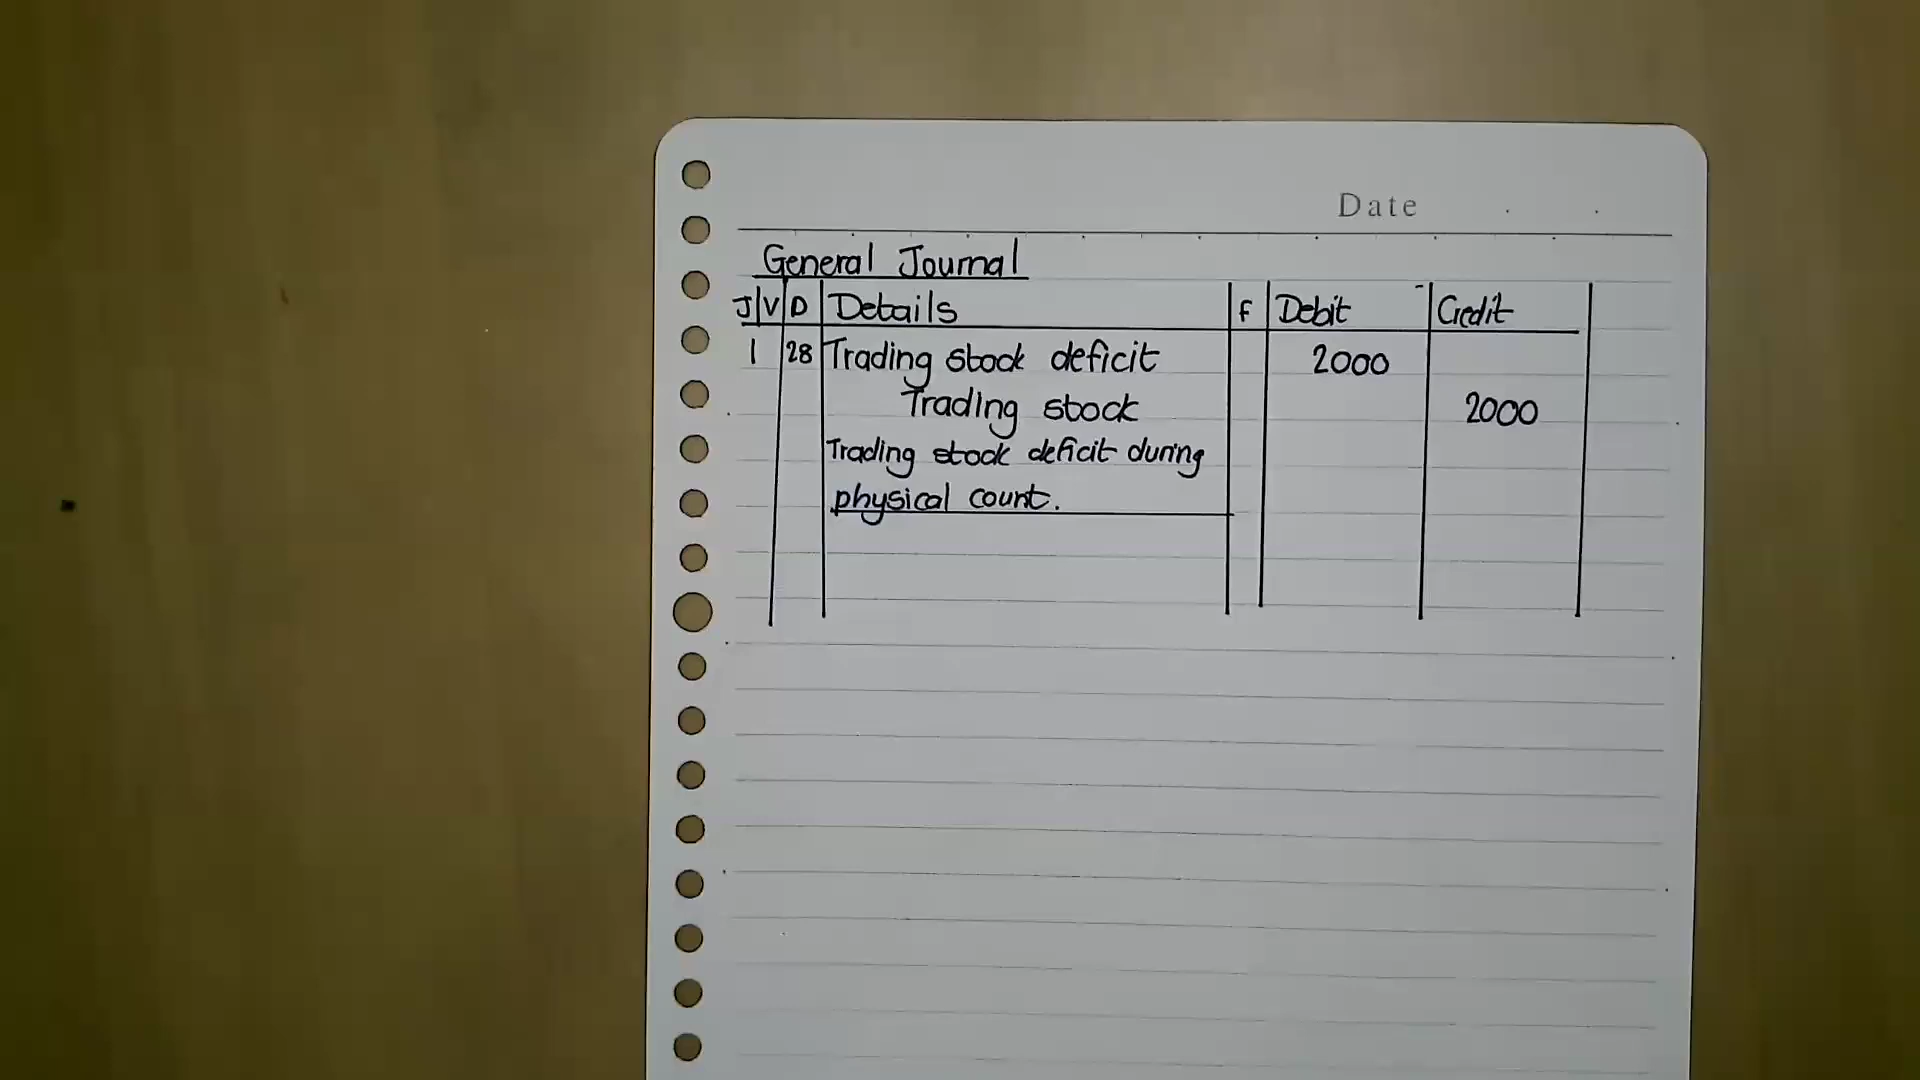 Date
General Journal
J|V D Details F Debit Credit
1 28 Trading stock deficit 2000
Trading stock 2000
Trading stock deficit during
physical count.